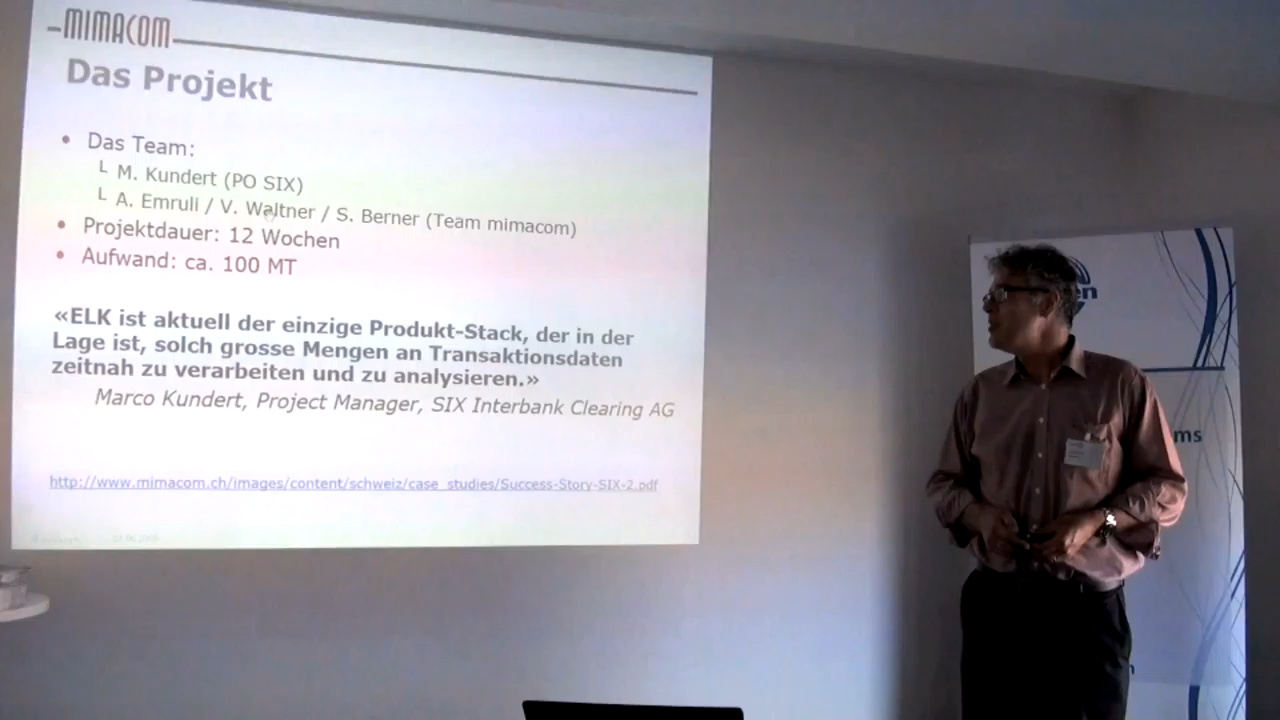 MIMACOM
Das Projekt
• Das Team:
└ M. Kundert (PO SIX)
└ A. Emruli / V. Waltner / S. Berner (Team mimacom)
• Projektdauer: 12 Wochen
• Aufwand: ca. 100 MT
«ELK ist aktuell der einzige Produkt-Stack, der in der
Lage ist, solch grosse Mengen an Transaktionsdaten
zeitnah zu verarbeiten und zu analysieren.»
Marco Kundert, Project Manager, SIX Interbank Clearing AG
http://www.mimacom.ch/images/content/schweiz/case_studies/Success-Story-SIX-2.pdf
en
ms